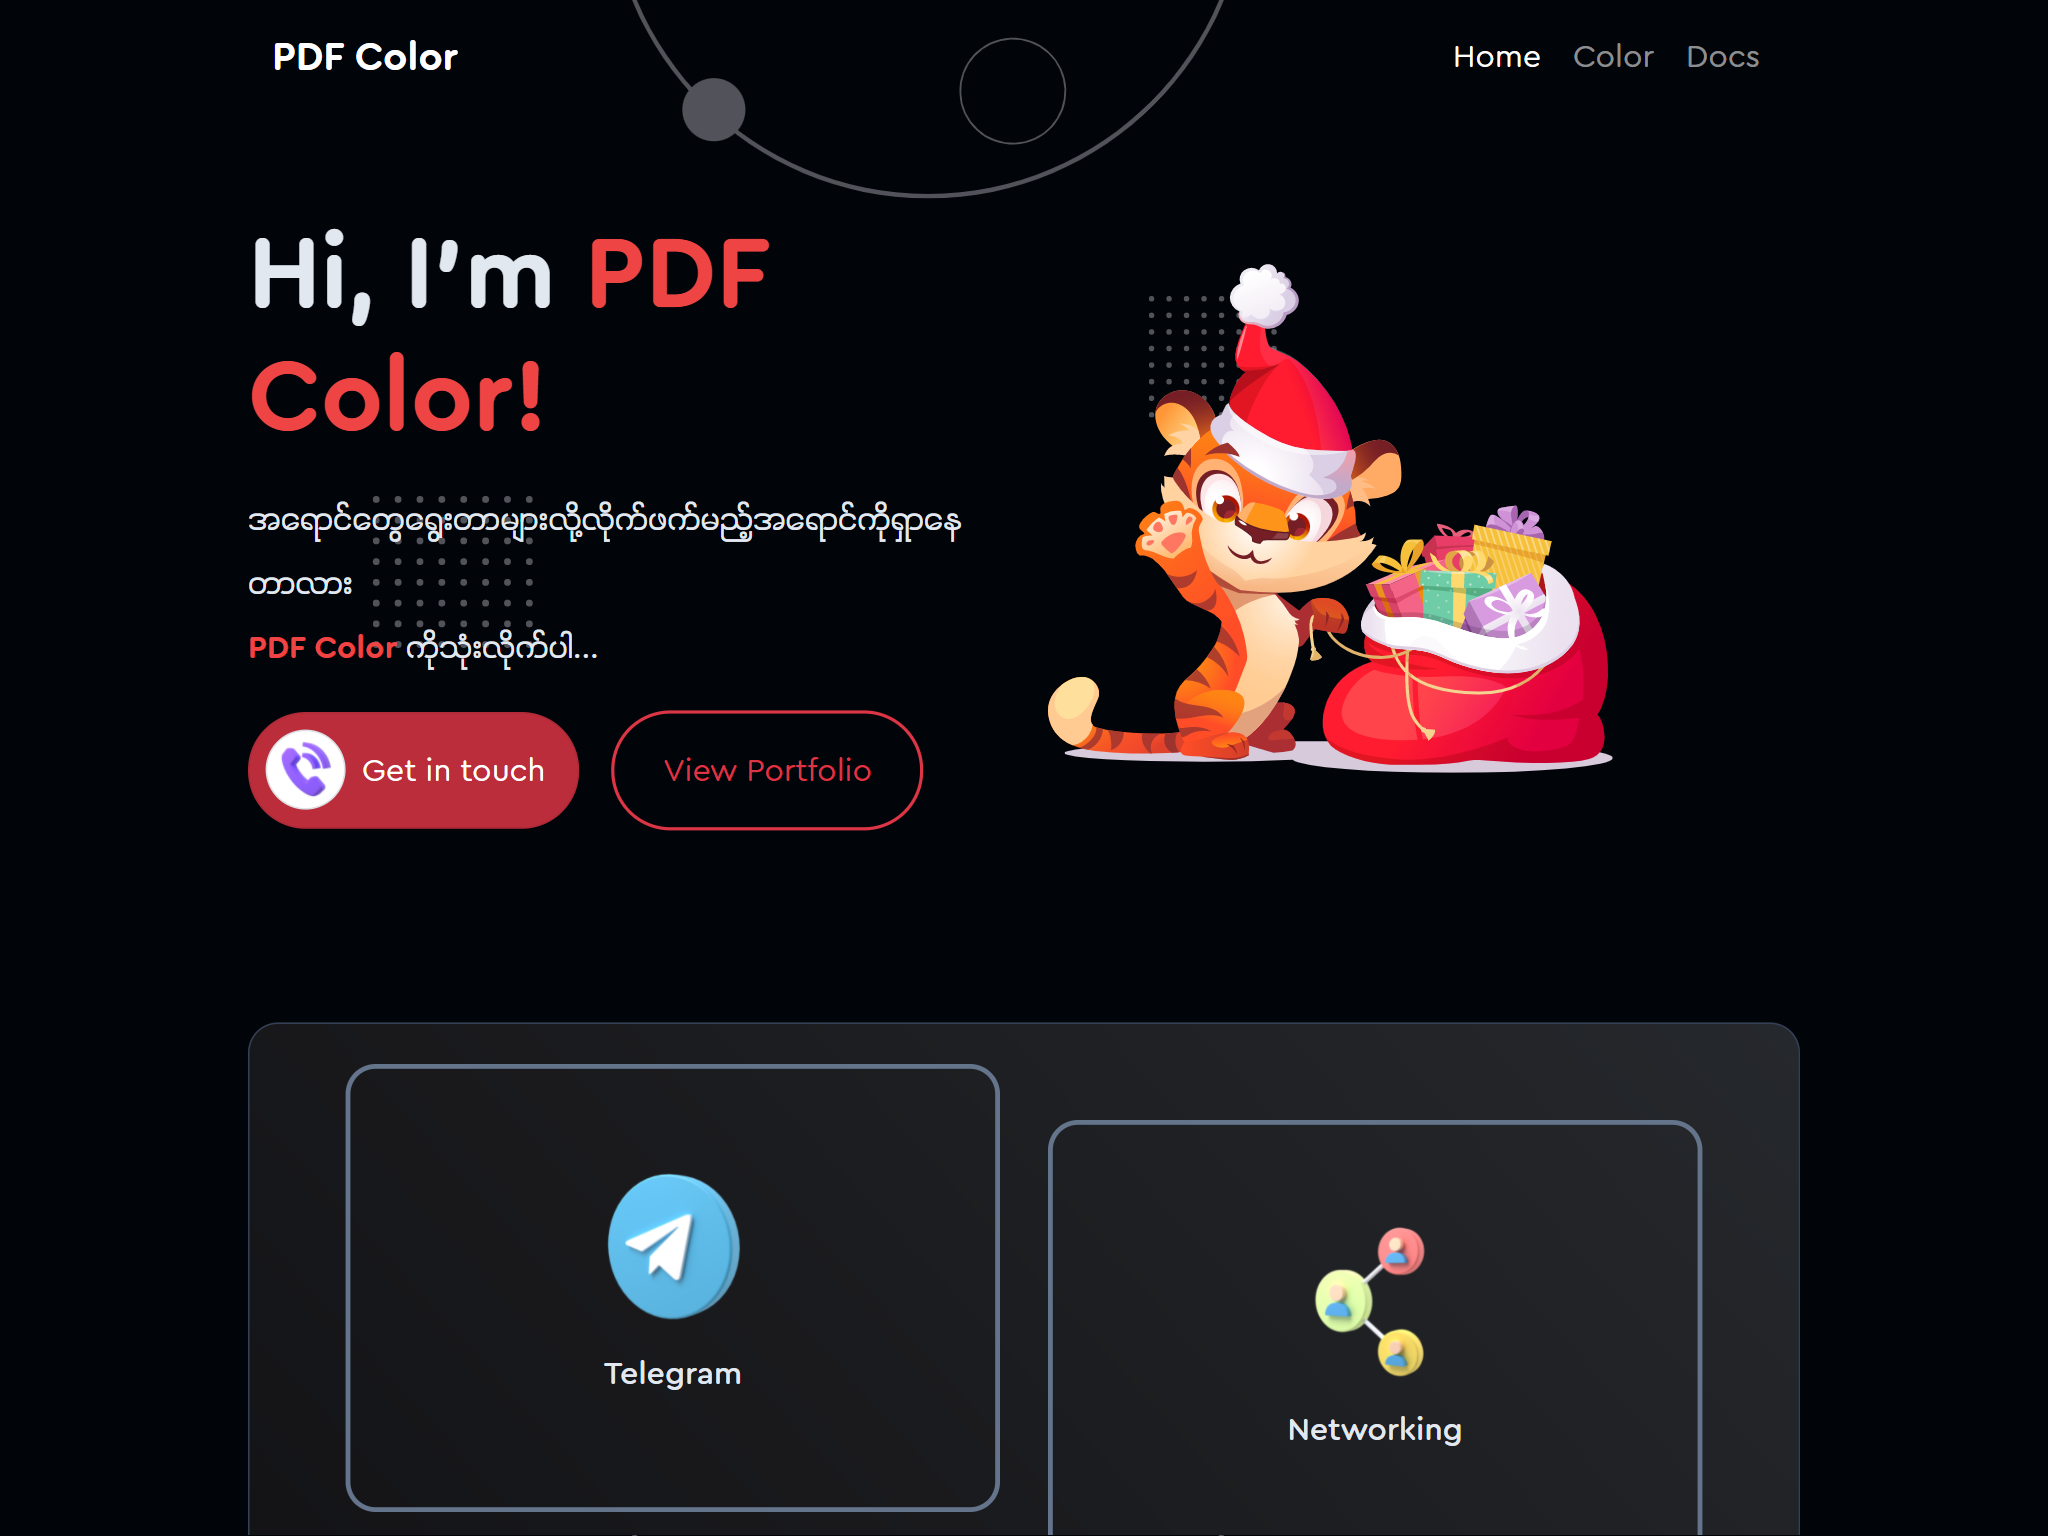 PDF Color
Home Color Docs
Hi, I'm PDF
Color!
အရောင်တွေရွေးတာများလို့လိုက်ဖက်မည့်အရောင်ကိုရှာနေ
တာလား
PDF Color ကိုသုံးလိုက်ပါ...
Get in touch
View Portfolio
Telegram
Networking